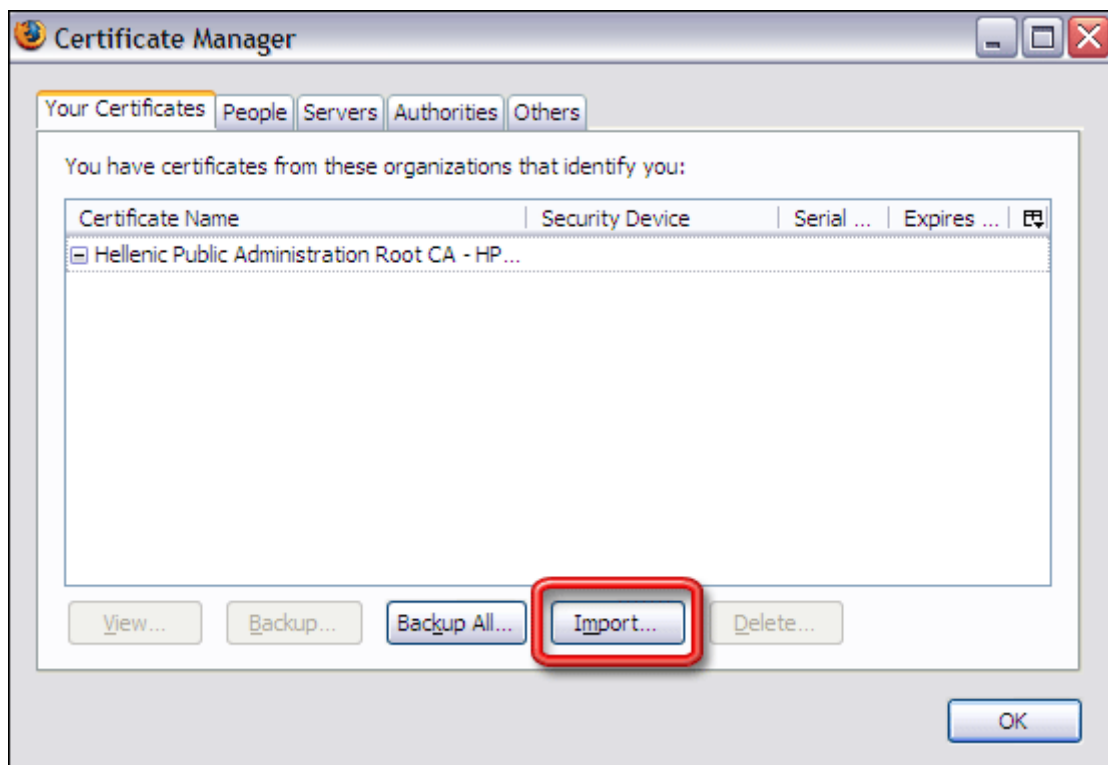 Certificate Manager
Your Certificates People Servers Authorities Others
You have certificates from these organizations that identify you:
Certificate Name Security Device Serial ... Expires ...
Hellenic Public Administration Root CA - HP...
View... Backup... Backup All... Import... Delete...
OK